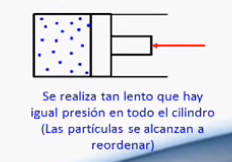 Se realiza tan lento que hay
igual presión en todo el cilindro
(Las partículas se alcanzan a
reordenar)